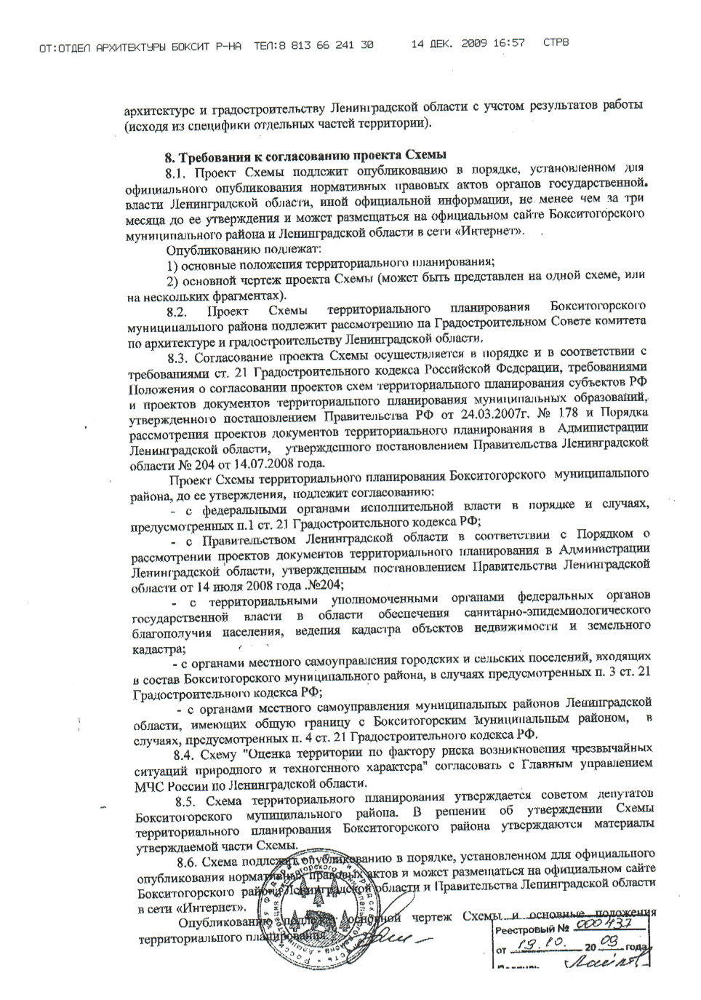 ОТ:ОТДЕЛ АРХИТЕКТУРЫ БОКСИТ Р-НА ТЕЛ:8 813 66 241 30 14 ДЕК. 2009 16:57 СТР8
архитектуре и градостроительству Ленинградской области с учетом результатов работы
(исходя из специфики отдельных частей территории).
8. Требования к согласованию проекта Схемы
8.1. Проект Схемы подлежит опубликованию в порядке, установленном для
официального опубликования нормативных правовых актов органов государственной
власти Ленинградской области, иной официальной информации, не менее чем за три
месяца до ее утверждения и может размещаться на официальном сайте Бокситогорского
муниципального района и Ленинградской области в сети «Интернет».
Опубликованию подлежат:
1) основные положения территориального планирования;
2) основной чертеж проекта Схемы (может быть представлен на одной схеме, или
на нескольких фрагментах).
8.2. Проект Схемы территориального планирования Бокситогорского
муниципального района подлежит рассмотрению на Градостроительном Совете комитета
по архитектуре и градостроительству Ленинградской области.
8.3. Согласование проекта Схемы осуществляется в порядке и в соответствии с
требованиями ст. 21 Градостроительного кодекса Российской Федерации, требованиями
Положения о согласовании проектов схем территориального планирования субъектов РФ
и проектов документов территориального планирования муниципальных образований,
утвержденного постановлением Правительства РФ от 24.03.2007г. № 178 и Порядка
рассмотрения проектов документов территориального планирования в Администрации
Ленинградской области, утвержденного постановлением Правительства Ленинградской
области № 204 от 14.07.2008 года.
Проект Схемы территориального планирования Бокситогорского муниципального
района, до ее утверждения, подлежит согласованию:
- с федеральными органами исполнительной власти в порядке и случаях,
предусмотренных п.1 ст. 21 Градостроительного кодекса РФ;
- с Правительством Ленинградской области в соответствии с Порядком о
рассмотрении проектов документов территориального планирования в Администрации
Ленинградской области, утвержденным постановлением Правительства Ленинградской
области от 14 июля 2008 года .№204;
- с территориальными уполномоченными органами федеральных органов
государственной власти в области обеспечения санитарно-эпидемиологического
благополучия населения, ведения кадастра объектов недвижимости и земельного
кадастра;
- с органами местного самоуправления городских и сельских поселений, входящих
в состав Бокситогорского муниципального района, в случаях предусмотренных п. 3 ст. 21
Градостроительного кодекса РФ;
- с органами местного самоуправления муниципальных районов Ленинградской
области, имеющих общую границу с Бокситогорским муниципальным районом, в
случаях, предусмотренных п. 4 ст. 21 Градостроительного кодекса РФ.
8.4. Схему "Оценка территории по фактору риска возникновения чрезвычайных
ситуаций природного и техногенного характера" согласовать с Главным управлением
МЧС России по Ленинградской области.
8.5. Схема территориального планирования утверждается советом депутатов
Бокситогорского муниципального района. В решении об утверждении Схемы
территориального планирования Бокситогорского района утверждаются материалы
утверждаемой части Схемы.
8.6. Схема подлежит опубликованию в порядке, установленном для официального
опубликования нормативных правовых актов и может размещаться на официальном сайте
Бокситогорского района Ленинградской области и Правительства Ленинградской области
в сети «Интернет».
Опубликованию подлежат основной чертеж Схемы и основные положения
территориального планирования.
Реестровый № 000437
от 19.10. 2009 года